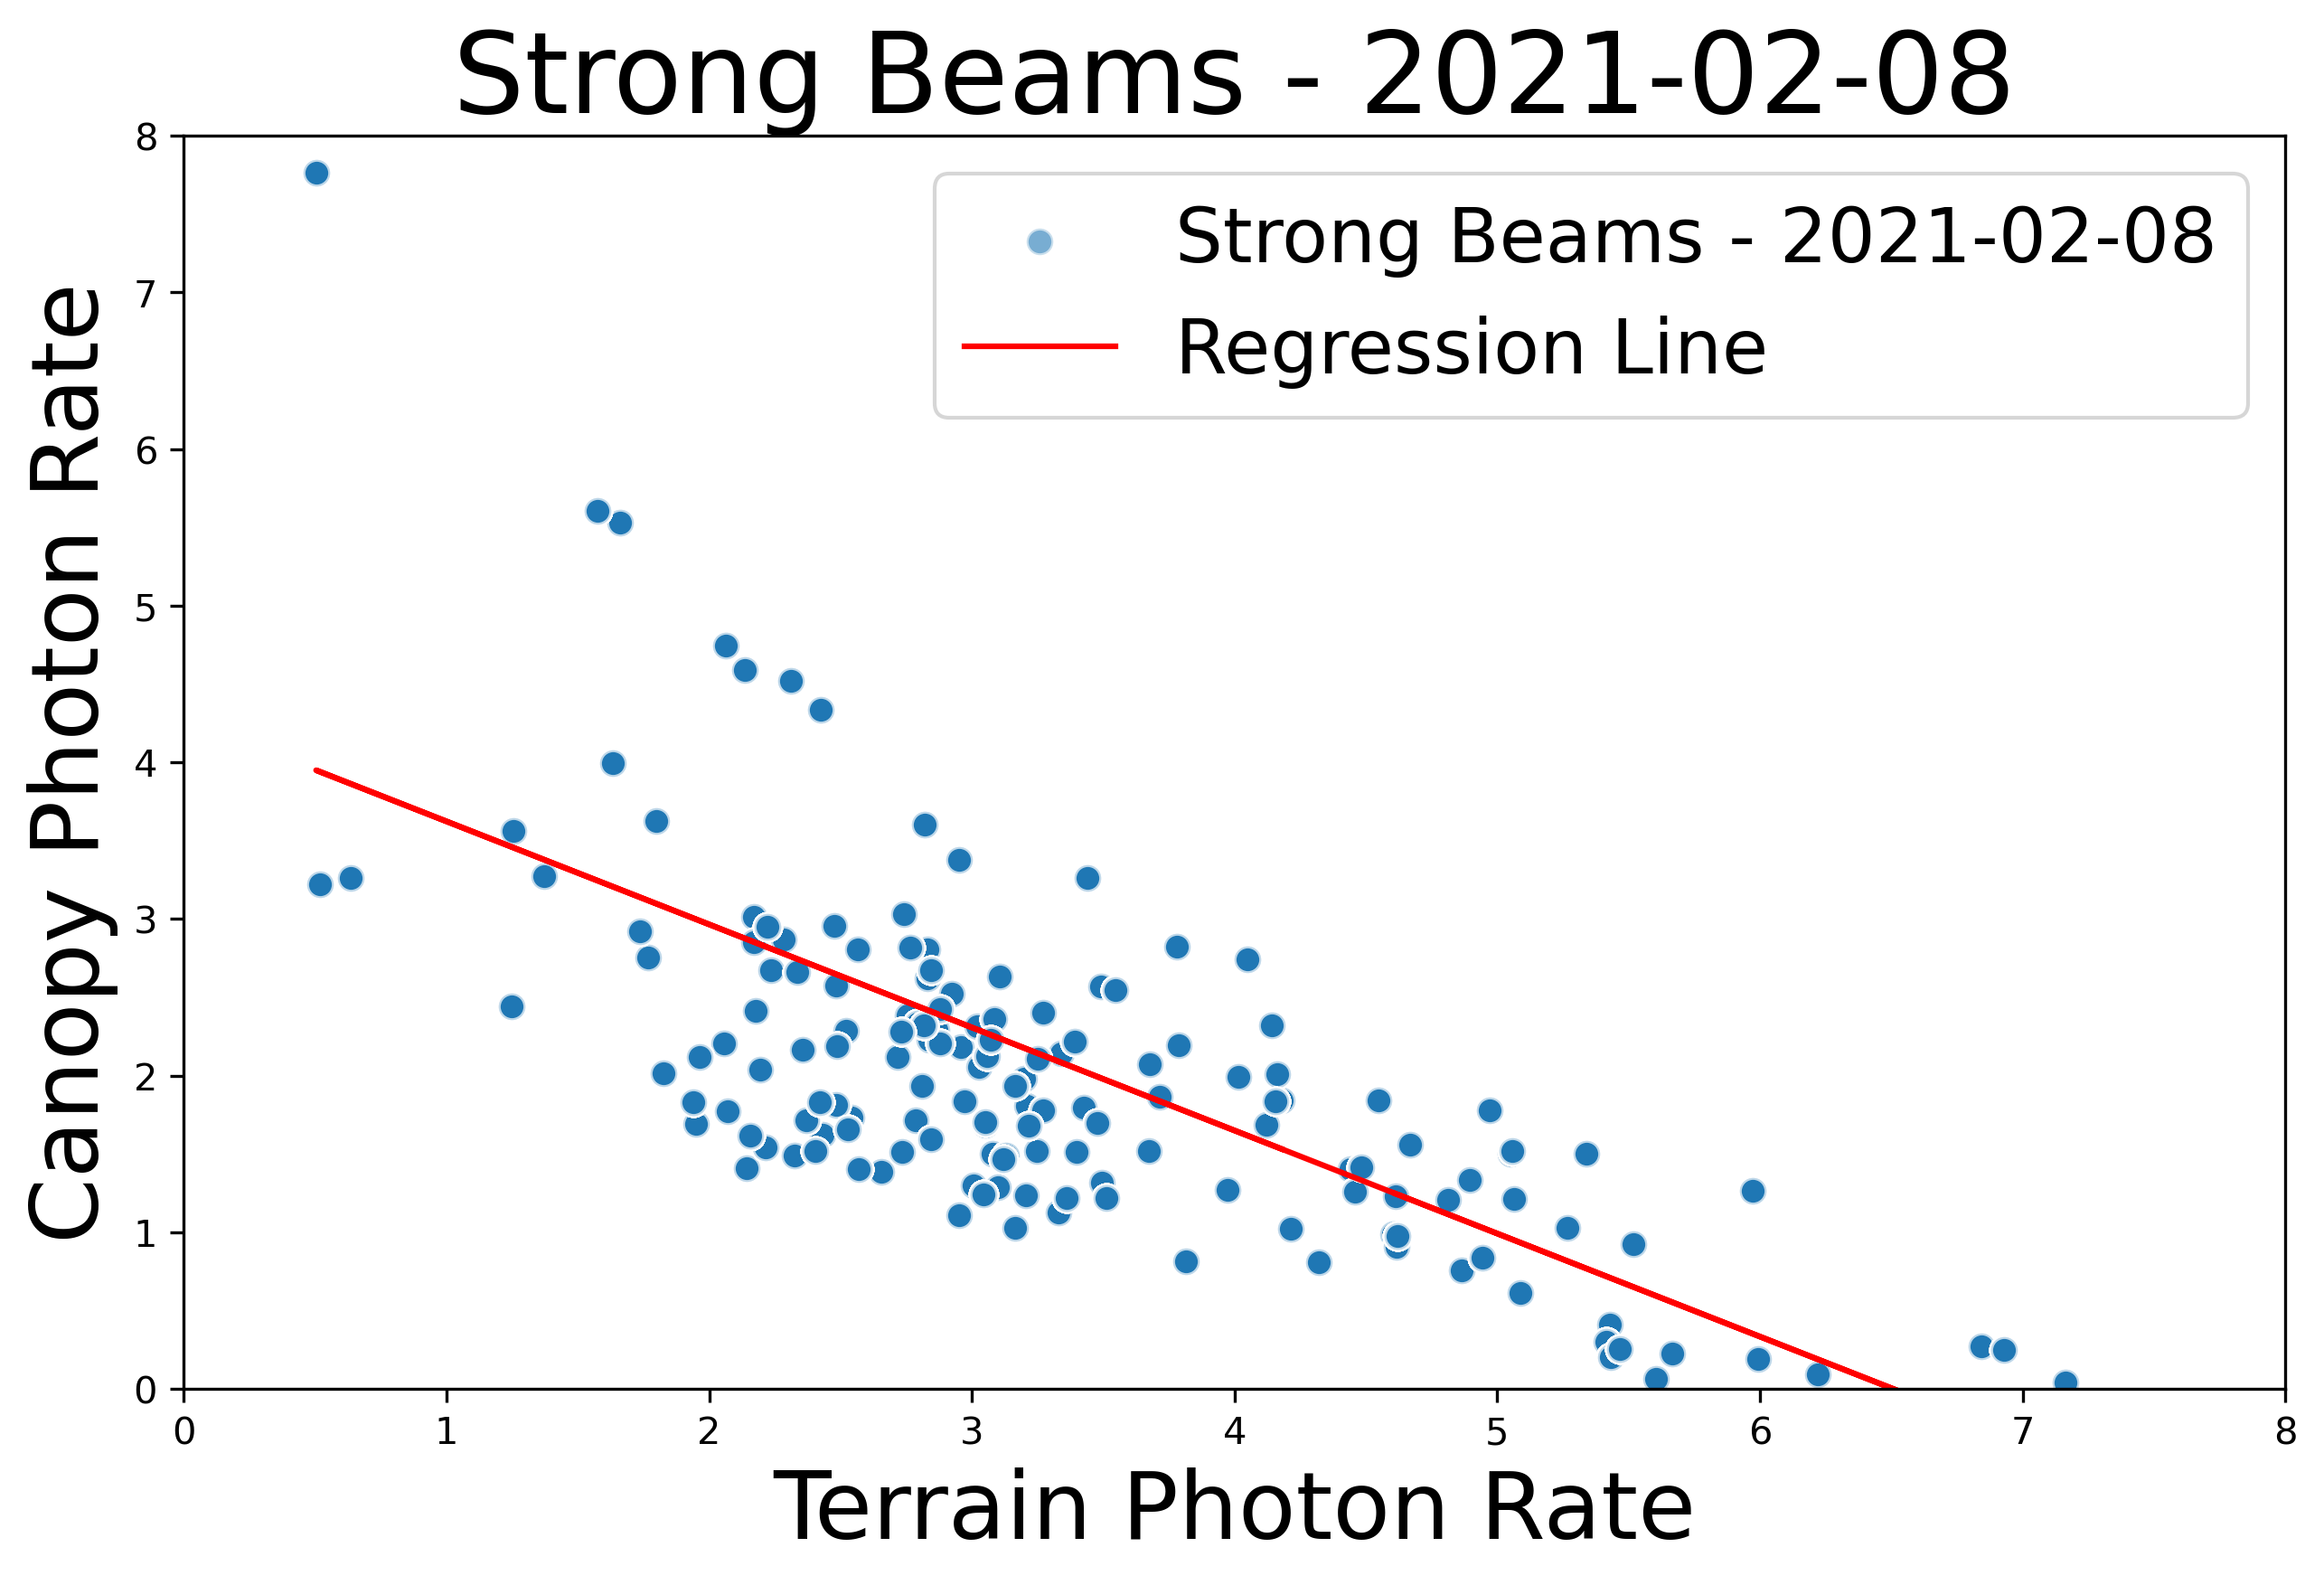 Strong Beams - 2021-02-08
Strong Beams - 2021-02-08
Regression Line
Canopy Photon Rate
8
7
6
5
4
3
2
1
0
0 1 2 3 4 5 6 7 8
Terrain Photon Rate